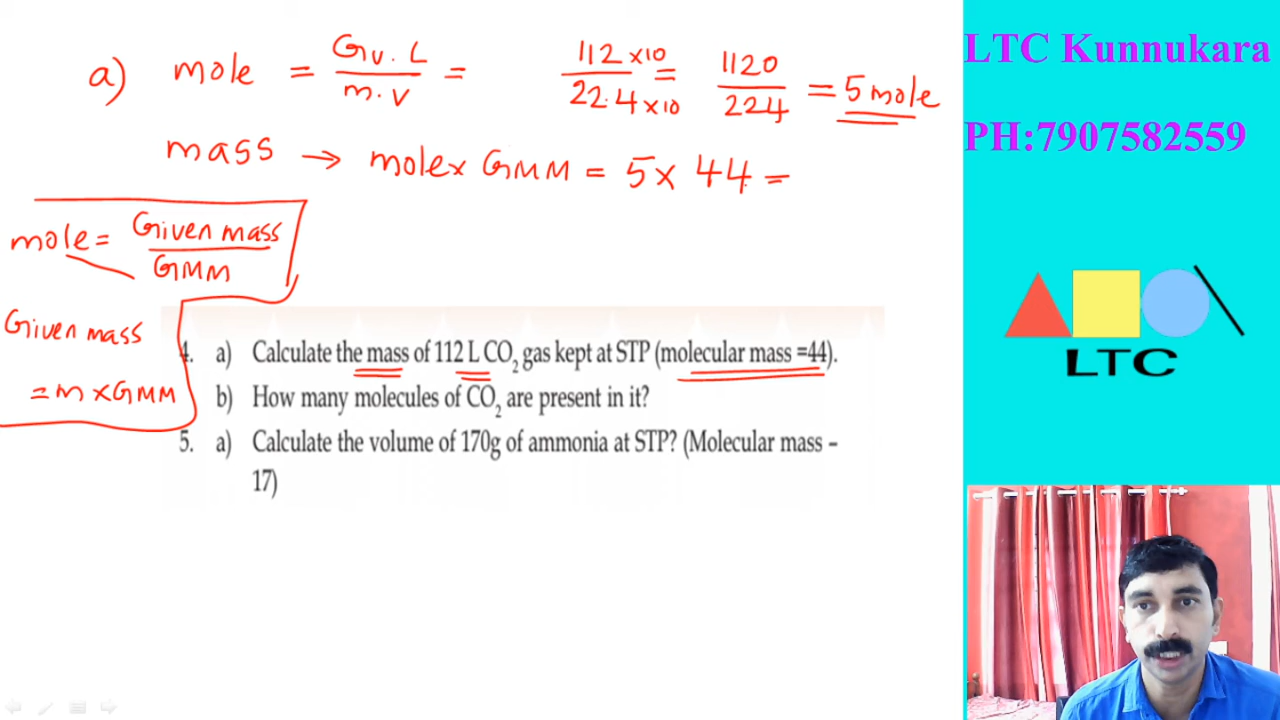 a) mole = Gv. L / m. V = 112 x10 / 22.4 x10 = 1120 / 224 = 5 mole
mass → mole x GMM = 5 x 44 =
mole = Given mass / GMM
Given mass
= m x GMM
4. a) Calculate the mass of 112 L CO₂ gas kept at STP (molecular mass =44).
b) How many molecules of CO₂ are present in it?
5. a) Calculate the volume of 170g of ammonia at STP? (Molecular mass –
17)
LTC Kunnukara
PH:7907582559
LTC